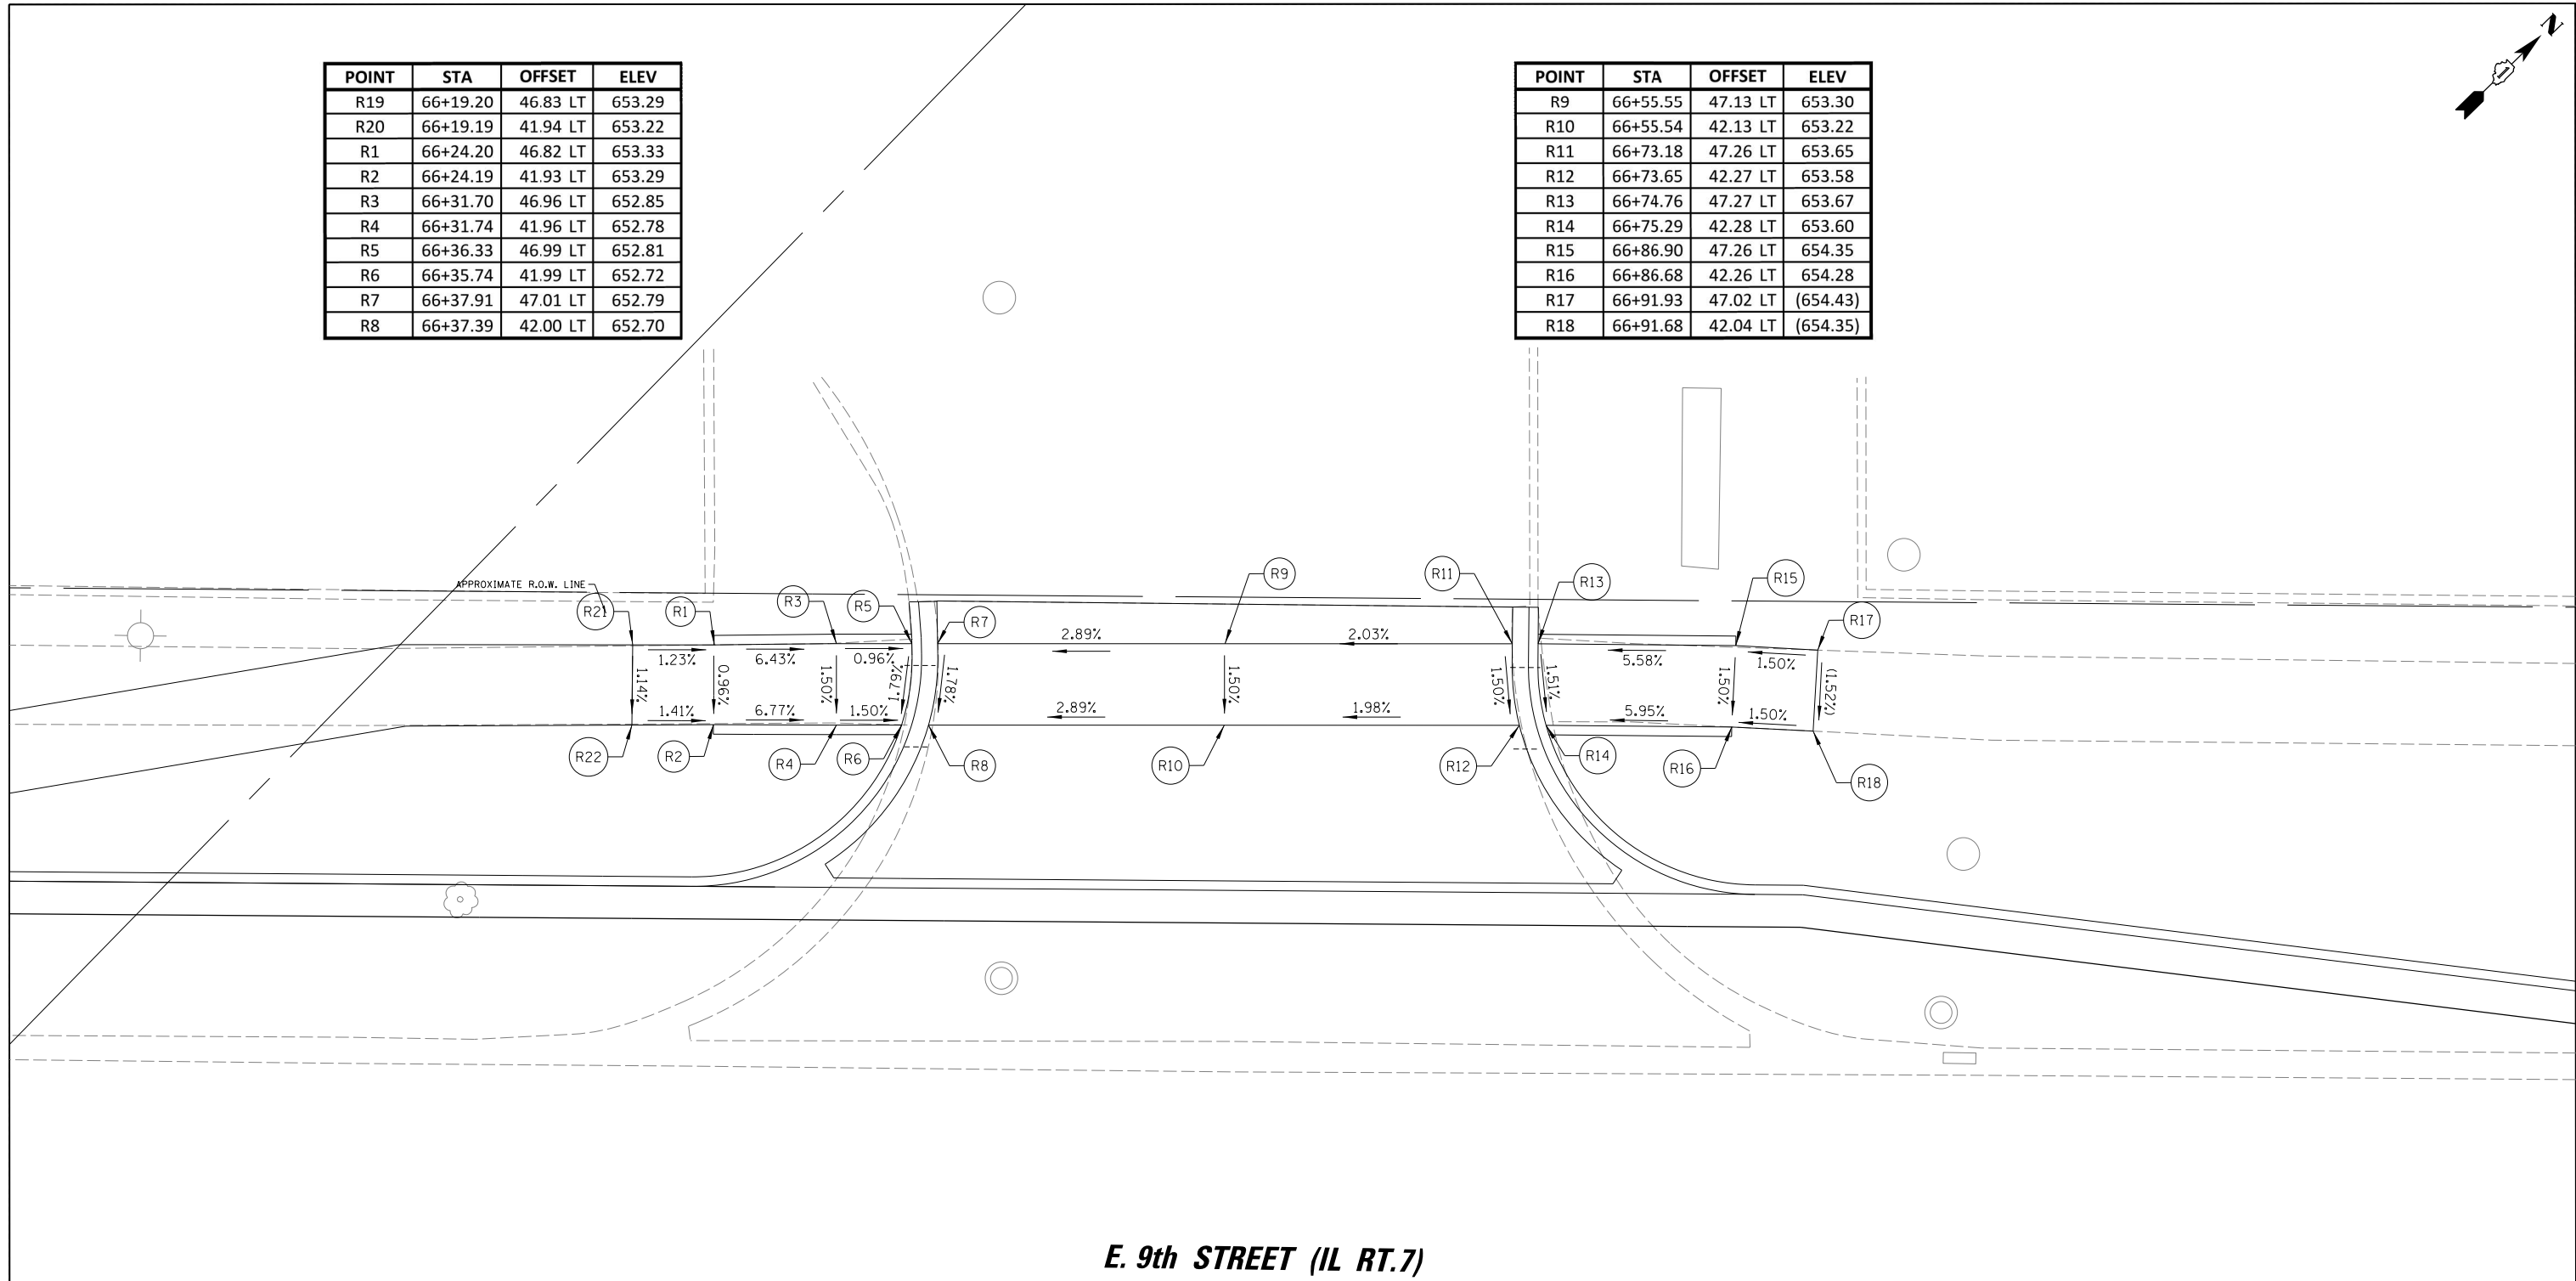 N
POINT STA OFFSET ELEV
R19 66+19.20 46.83 LT 653.29
R20 66+19.19 41.94 LT 653.22
R1 66+24.20 46.82 LT 653.33
R2 66+24.19 41.93 LT 653.29
R3 66+31.70 46.96 LT 652.85
R4 66+31.74 41.96 LT 652.78
R5 66+36.33 46.99 LT 652.81
R6 66+35.74 41.99 LT 652.72
R7 66+37.91 47.01 LT 652.79
R8 66+37.39 42.00 LT 652.70
POINT STA OFFSET ELEV
R9 66+55.55 47.13 LT 653.30
R10 66+55.54 42.13 LT 653.22
R11 66+73.18 47.26 LT 653.65
R12 66+73.65 42.27 LT 653.58
R13 66+74.76 47.27 LT 653.67
R14 66+75.29 42.28 LT 653.60
R15 66+86.90 47.26 LT 654.35
R16 66+86.68 42.26 LT 654.28
R17 66+91.93 47.02 LT (654.43)
R18 66+91.68 42.04 LT (654.35)
APPROXIMATE R.O.W. LINE
R21 R1 R3 R5 R7 R9 R11 R13 R15 R17
1.23% 6.43% 0.96% 2.89% 2.03% 5.58% 1.50%
1.14% 0.96% 1.50% 1.79% 1.78% 1.50% 1.50% 1.51% 1.50% (1.52%)
1.41% 6.77% 1.50% 2.89% 1.98% 5.95% 1.50%
R22 R2 R4 R6 R8 R10 R12 R14 R16 R18
E. 9th STREET (IL RT.7)